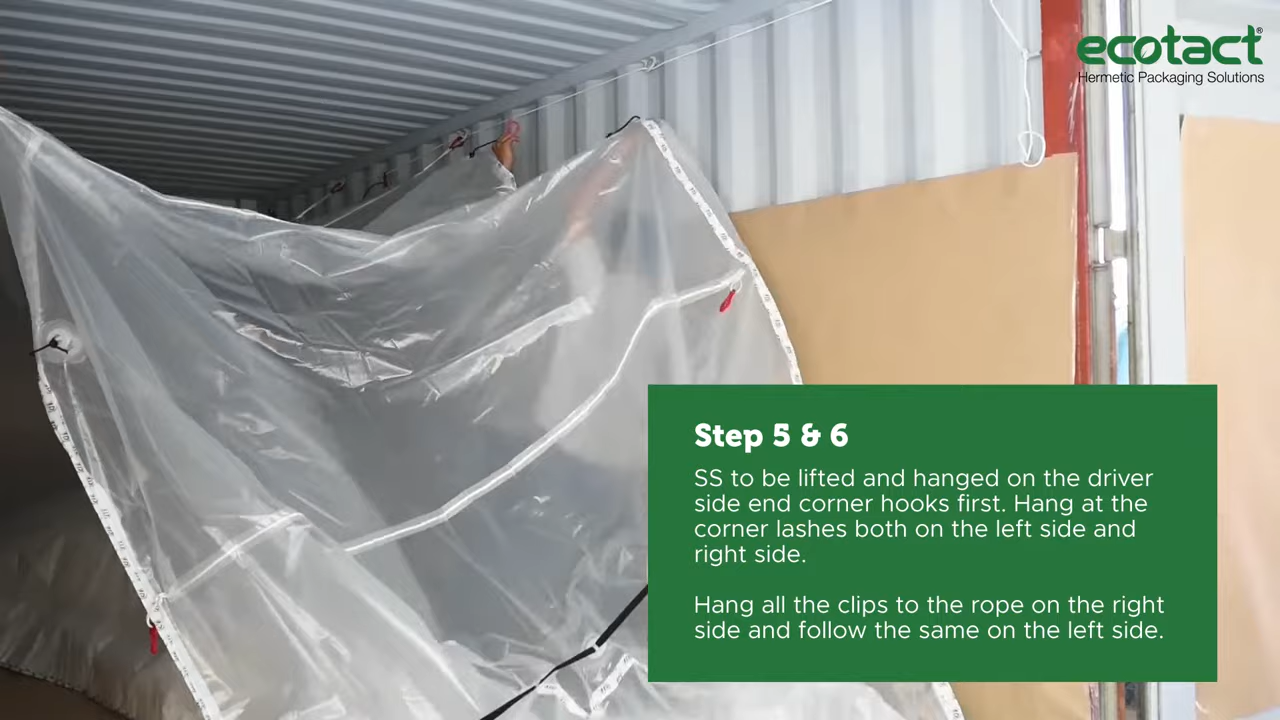 ecotact®
Hermetic Packaging Solutions
Step 5 & 6
SS to be lifted and hanged on the driver
side end corner hooks first. Hang at the
corner lashes both on the left side and
right side.
Hang all the clips to the rope on the right
side and follow the same on the left side.